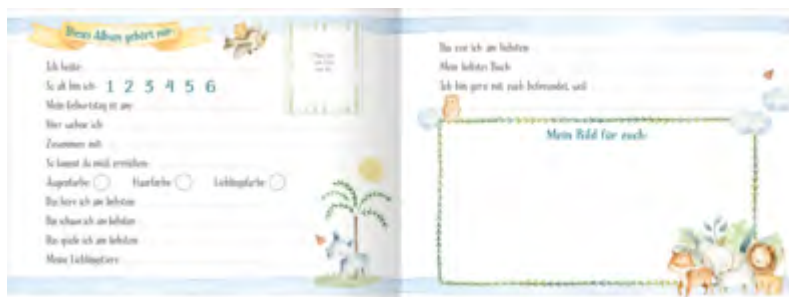 Dieses Album gehört mir:
Ich heiße:
So alt bin ich: 1 2 3 4 5 6
Mein Geburtstag ist am:
Hier wohne ich:
Zusammen mit:
So kannst du mich erreichen:
Augenfarbe Haarfarbe Lieblingsfarbe
Das höre ich am liebsten:
Das schaue ich am liebsten:
Das spiele ich am liebsten:
Meine Lieblingstiere:
Das esse ich am liebsten:
Mein liebstes Buch:
Ich bin gern mit euch befreundet, weil:
Mein Bild für euch: